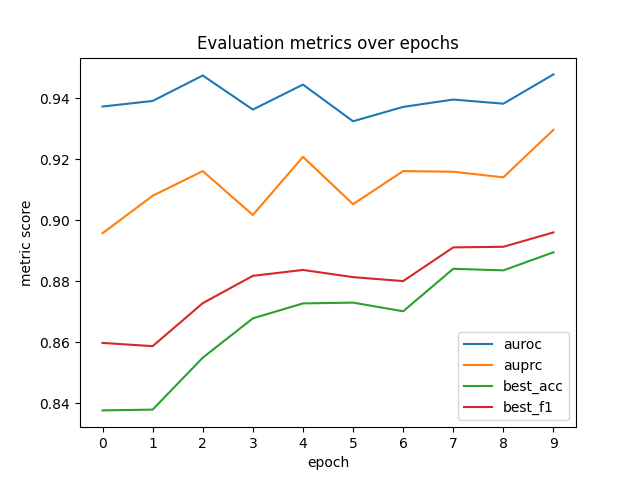 Evaluation metrics over epochs
metric score
0.94
0.92
0.90
0.88
0.86
0.84
auroc
auprc
best_acc
best_f1
0 1 2 3 4 5 6 7 8 9
epoch